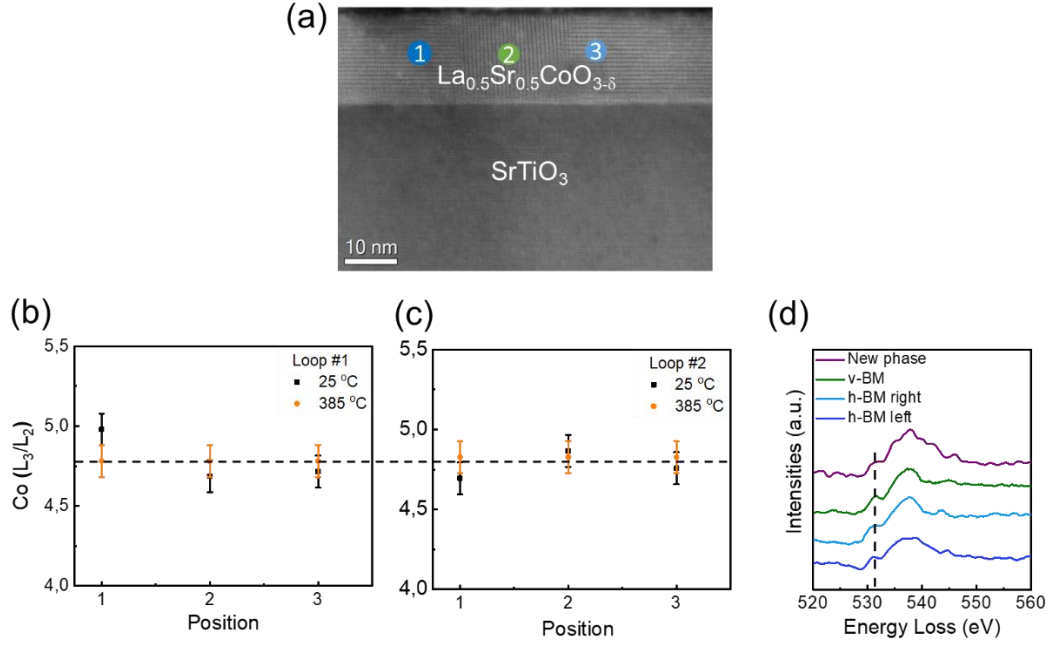 (a)
1
2
3
La₀.₅Sr₀.₅CoO₃₋δ
SrTiO₃
10 nm
(b)
Co (L₃/L₂)
5,5
5,0
4,5
4,0
Loop #1
25 °C
385 °C
1 2 3
Position
(c)
5,5
5,0
4,5
4,0
Loop #2
25 °C
385 °C
1 2 3
Position
(d)
Intensities (a.u.)
New phase
v-BM
h-BM right
h-BM left
520 530 540 550 560
Energy Loss (eV)